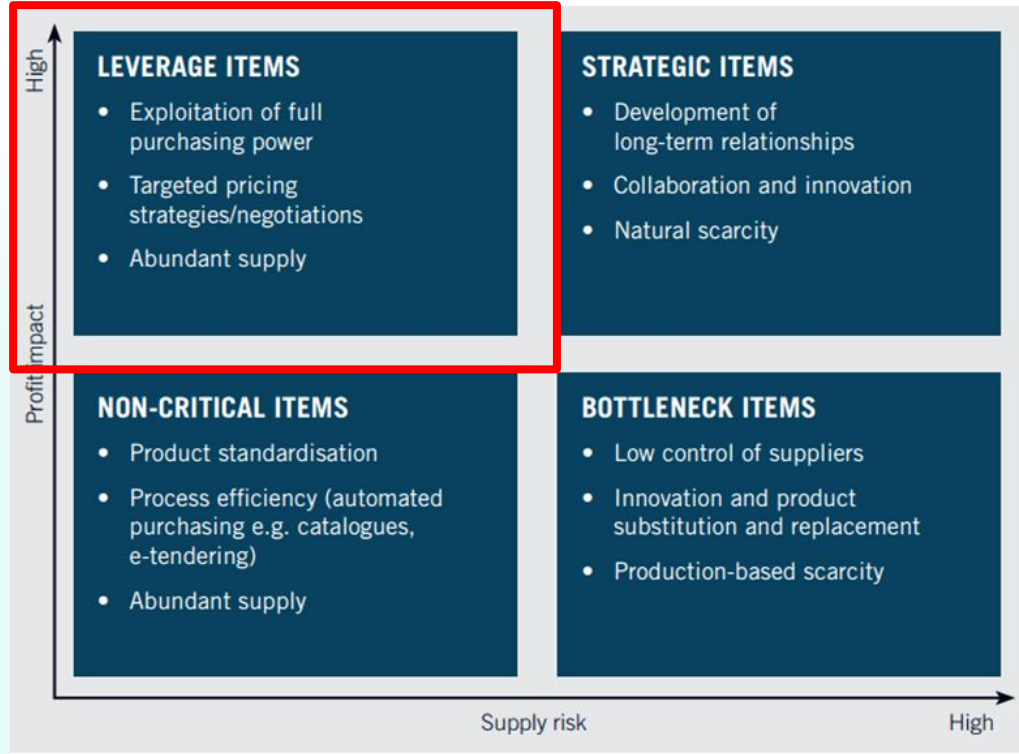 High
Profit impact
LEVERAGE ITEMS
• Exploitation of full
purchasing power
• Targeted pricing
strategies/negotiations
• Abundant supply
STRATEGIC ITEMS
• Development of
long-term relationships
• Collaboration and innovation
• Natural scarcity
NON-CRITICAL ITEMS
• Product standardisation
• Process efficiency (automated
purchasing e.g. catalogues,
e-tendering)
• Abundant supply
BOTTLENECK ITEMS
• Low control of suppliers
• Innovation and product
substitution and replacement
• Production-based scarcity
Supply risk
High